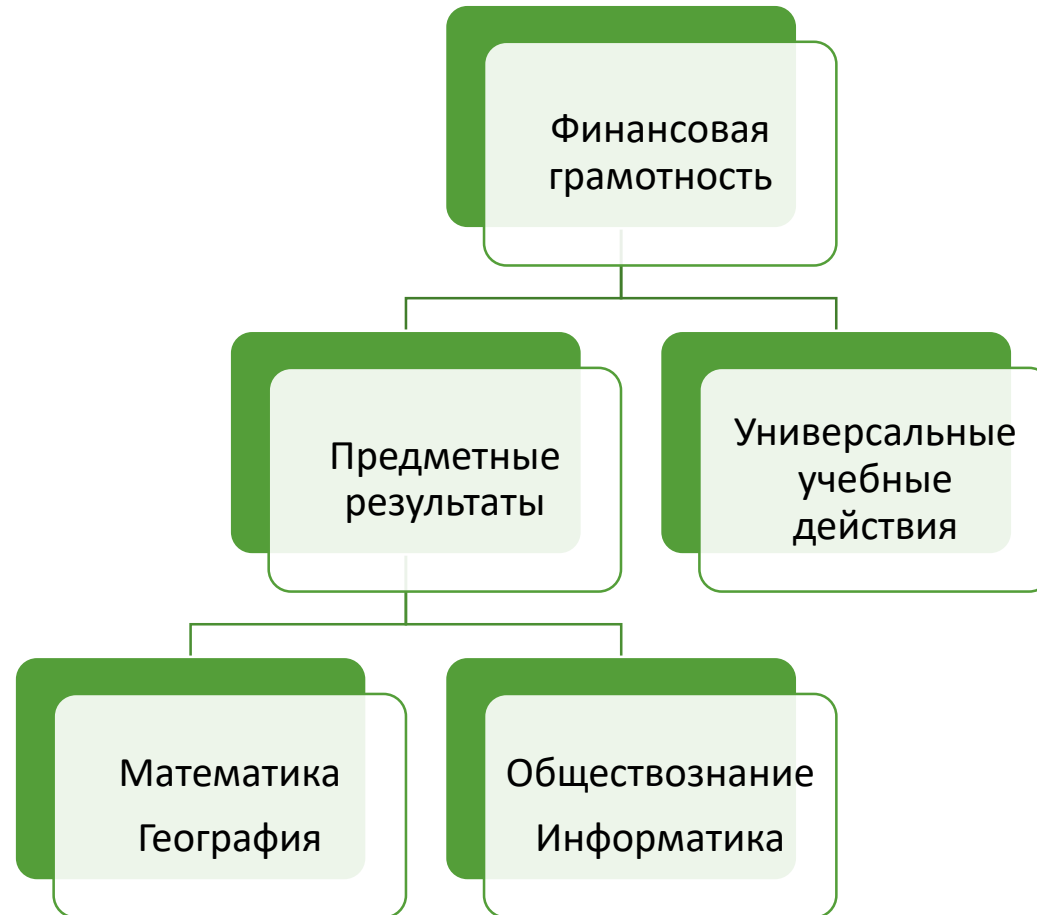 Финансовая
грамотность
Предметные
результаты
Универсальные
учебные
действия
Математика
География
Обществознание
Информатика